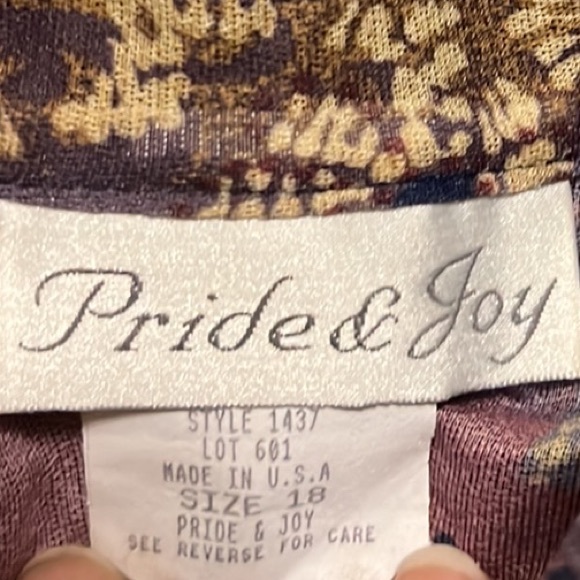 Pride & Joy
STYLE 1437
LOT 601
MADE IN U.S.A
SIZE 18
PRIDE & JOY
SEE REVERSE FOR CARE